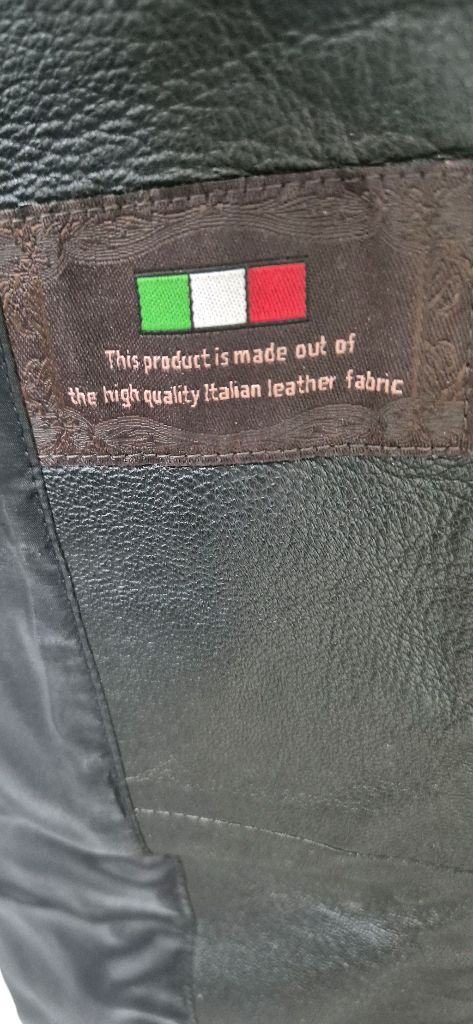 This product is made out of
the high quality Italian leather fabric